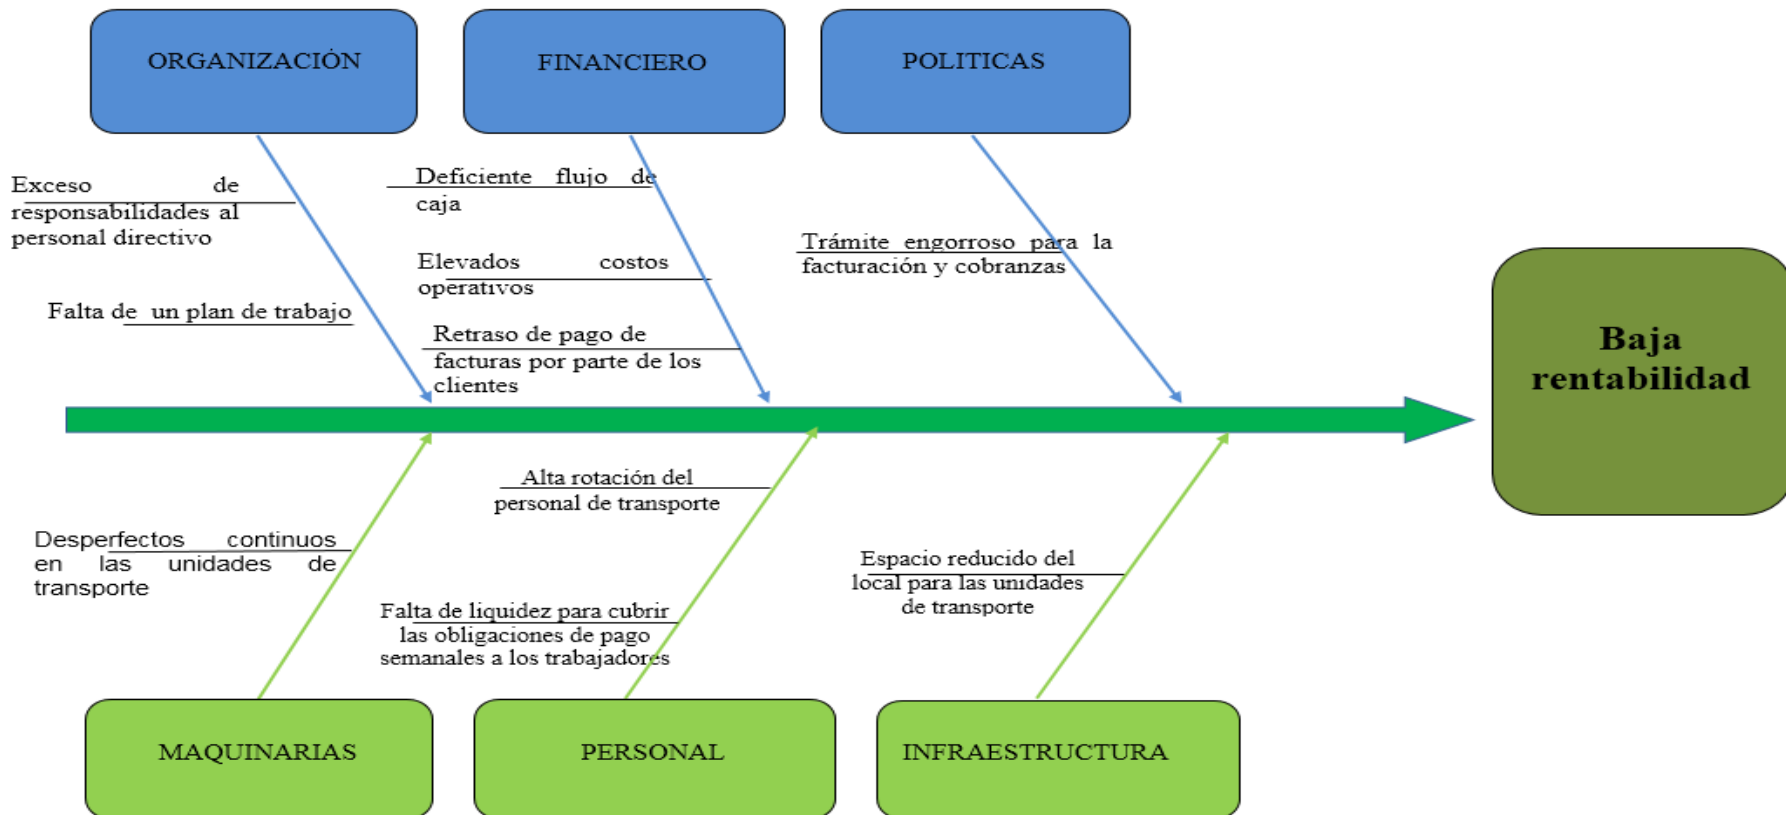 ORGANIZACIÓN
FINANCIERO
POLITICAS
Exceso de
responsabilidades al
personal directivo
Falta de un plan de trabajo
Deficiente flujo de
caja
Elevados costos
operativos
Retraso de pago de
facturas por parte de los
clientes
Trámite engorroso para la
facturación y cobranzas
Baja
rentabilidad
Desperfectos continuos
en las unidades de
transporte
Alta rotación del
personal de transporte
Falta de liquidez para cubrir
las obligaciones de pago
semanales a los trabajadores
Espacio reducido del
local para las unidades
de transporte
MAQUINARIAS
PERSONAL
INFRAESTRUCTURA